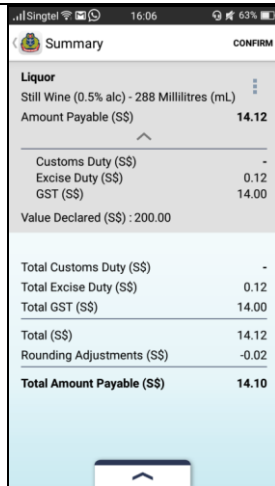 Singtel 16:06 63%
Summary CONFIRM
Liquor
Still Wine (0.5% alc) - 288 Millilitres (mL)
Amount Payable (S$) 14.12
Customs Duty (S$) -
Excise Duty (S$) 0.12
GST (S$) 14.00
Value Declared (S$) : 200.00
Total Customs Duty (S$) -
Total Excise Duty (S$) 0.12
Total GST (S$) 14.00
Total (S$) 14.12
Rounding Adjustments (S$) -0.02
Total Amount Payable (S$) 14.10